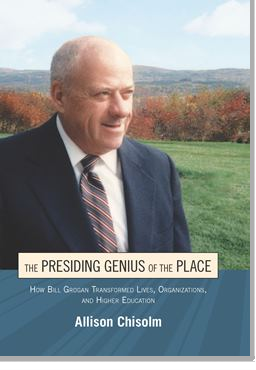 THE PRESIDING GENIUS OF THE PLACE
HOW BILL GROGAN TRANSFORMED LIVES, ORGANIZATIONS,
AND HIGHER EDUCATION
Allison Chisolm